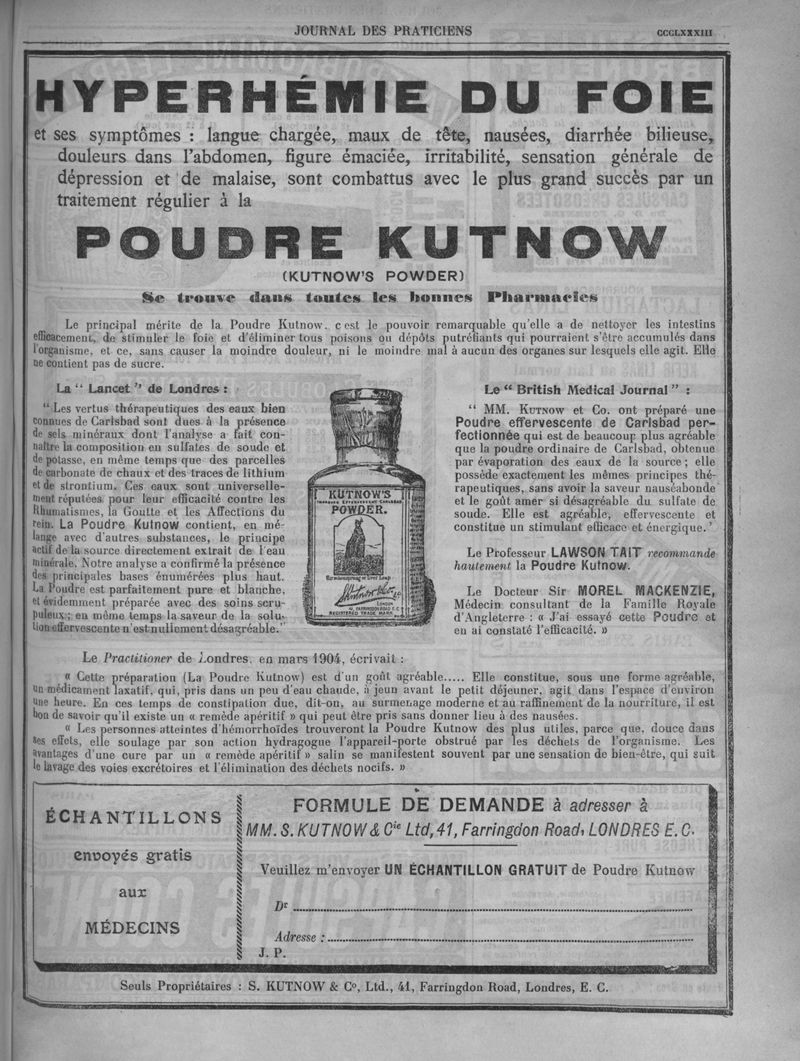 JOURNAL DES PRATICIENS CCCLXXXIII
HYPERHÉMIE DU FOIE
et ses symptômes : langue chargée, maux de tête, nausées, diarrhée bilieuse,
douleurs dans l'abdomen, figure émaciée, irritabilité, sensation générale de
dépression et de malaise, sont combattus avec le plus grand succès par un
traitement régulier à la
POUDRE KUTNOW
(KUTNOW'S POWDER)
Se trouve dans toutes les bonnes Pharmacies
Le principal mérite de la Poudre Kutnow, c'est le pouvoir remarquable qu'elle a de nettoyer les intestins
efficacement, de stimuler le foie et d'éliminer tous poisons ou dépôts putréfiants qui pourraient s'être accumulés dans
l'organisme, et ce, sans causer la moindre douleur, ni le moindre mal à aucun des organes sur lesquels elle agit. Elle
ne contient pas de sucre.
La “ Lancet ” de Londres :
“ Les vertus thérapeutiques des eaux bien
connues de Carlsbad sont dues à la présence
de sels minéraux dont l'analyse a fait con-
naître la composition en sulfates de soude et
de potasse, en même temps que des parcelles
de carbonate de chaux et des traces de lithium
et de strontium. Ces eaux sont universelle-
ment réputées pour leur efficacité contre les
Rhumatismes, la Goutte et les Affections du
rein. La Poudre Kutnow contient, en mé-
lange avec d'autres substances, le principe
actif de la source directement extrait de l'eau
minérale. Notre analyse a confirmé la présence
des principales bases énumérées plus haut.
La Poudre est parfaitement pure et blanche,
et évidemment préparée avec des soins scru-
puleux ; en même temps la saveur de la solu-
tion effervescente n'est nullement désagréable.”
KUTNOW'S
IMPROVED EFFERVESCENT CARLSBAD
POWDER.
Hirschensprung or Deer Leap
S. Kutnow & Co. Ld
LONDON
41, FARRINGDON ROAD E.C.
REGISTERED TRADE MARK
Le “ British Medical Journal ” :
“ MM. KUTNOW et Co. ont préparé une
Poudre effervescente de Carlsbad per-
fectionnée qui est de beaucoup plus agréable
que la poudre ordinaire de Carlsbad, obtenue
par évaporation des eaux de la source ; elle
possède exactement les mêmes principes thé-
rapeutiques, sans avoir la saveur nauséabonde
et le goût amer si désagréable du sulfate de
soude. Elle est agréable, effervescente et
constitue un stimulant efficace et énergique. ’
Le Professeur LAWSON TAIT recommande
hautement la Poudre Kutnow.
Le Docteur Sir MOREL MACKENZIE,
Médecin consultant de la Famille Royale
d'Angleterre : « J'ai essayé cette Poudre et
en ai constaté l'efficacité. »
Le Practitioner de Londres, en mars 1904, écrivait :
« Cette préparation (La Poudre Kutnow) est d'un goût agréable..... Elle constitue, sous une forme agréable,
un médicament laxatif, qui, pris dans un peu d'eau chaude, à jeun avant le petit déjeuner, agit dans l'espace d'environ
une heure. En ces temps de constipation due, dit-on, au surmenage moderne et au raffinement de la nourriture, il est
bon de savoir qu'il existe un « remède apéritif » qui peut être pris sans donner lieu à des nausées.
« Les personnes atteintes d'hémorrhoïdes trouveront la Poudre Kutnow des plus utiles, parce que, douce dans
ses effets, elle soulage par son action hydragogue l'appareil-porte obstrué par les déchets de l'organisme. Les
avantages d'une cure par un « remède apéritif » salin se manifestent souvent par une sensation de bien-être, qui suit
le lavage des voies excrétoires et l'élimination des déchets nocifs. »
ÉCHANTILLONS
envoyés gratis
aux
MÉDECINS
FORMULE DE DEMANDE à adresser à
MM. S. KUTNOW & Cie Ltd, 41, Farringdon Road, LONDRES E. C.
Veuillez m'envoyer UN ÉCHANTILLON GRATUIT de Poudre Kutnow
Dr
Adresse :
J. P.
Seuls Propriétaires : S. KUTNOW & Co, Ltd., 41, Farringdon Road, Londres, E. C.